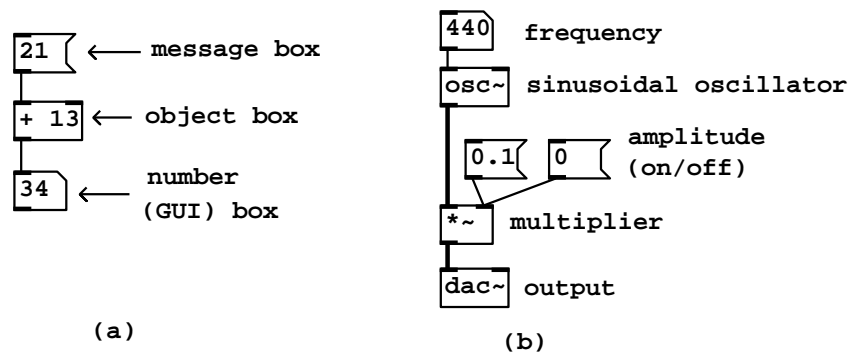 21
message box
+ 13
object box
34
number
(GUI) box
(a)
440
frequency
osc~
sinusoidal oscillator
0.1
0
amplitude
(on/off)
*~
multiplier
dac~
output
(b)